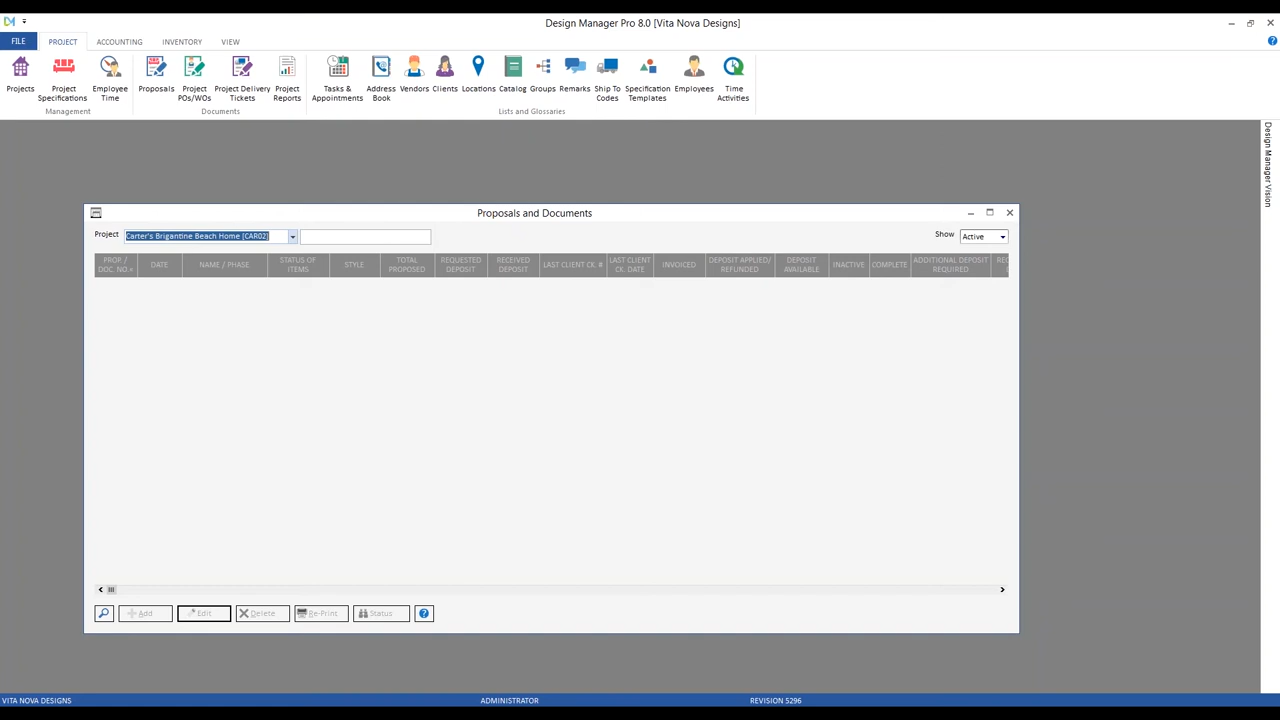 Design Manager Pro 8.0 [Vita Nova Designs]
FILE PROJECT ACCOUNTING INVENTORY VIEW
Projects
Project Specifications
Employee Time
Proposals
Project POs/WOs
Project Delivery Tickets
Project Reports
Tasks & Appointments
Address Book
Vendors
Clients
Locations
Catalog
Groups
Remarks
Ship To Codes
Specification Templates
Employees
Time Activities
Management
Documents
Lists and Glossaries
Design Manager Vision
Proposals and Documents
Project Carter's Brigantine Beach Home [CAR02] Show Active
PROP. / DOC. NO.
DATE
NAME / PHASE
STATUS OF ITEMS
STYLE
TOTAL PROPOSED
REQUESTED DEPOSIT
RECEIVED DEPOSIT
LAST CLIENT CK. #
LAST CLIENT CK. DATE
INVOICED
DEPOSIT APPLIED/ REFUNDED
DEPOSIT AVAILABLE
INACTIVE
COMPLETE
ADDITIONAL DEPOSIT REQUIRED
Add Edit Delete Re-Print Status
VITA NOVA DESIGNS ADMINISTRATOR REVISION 5296